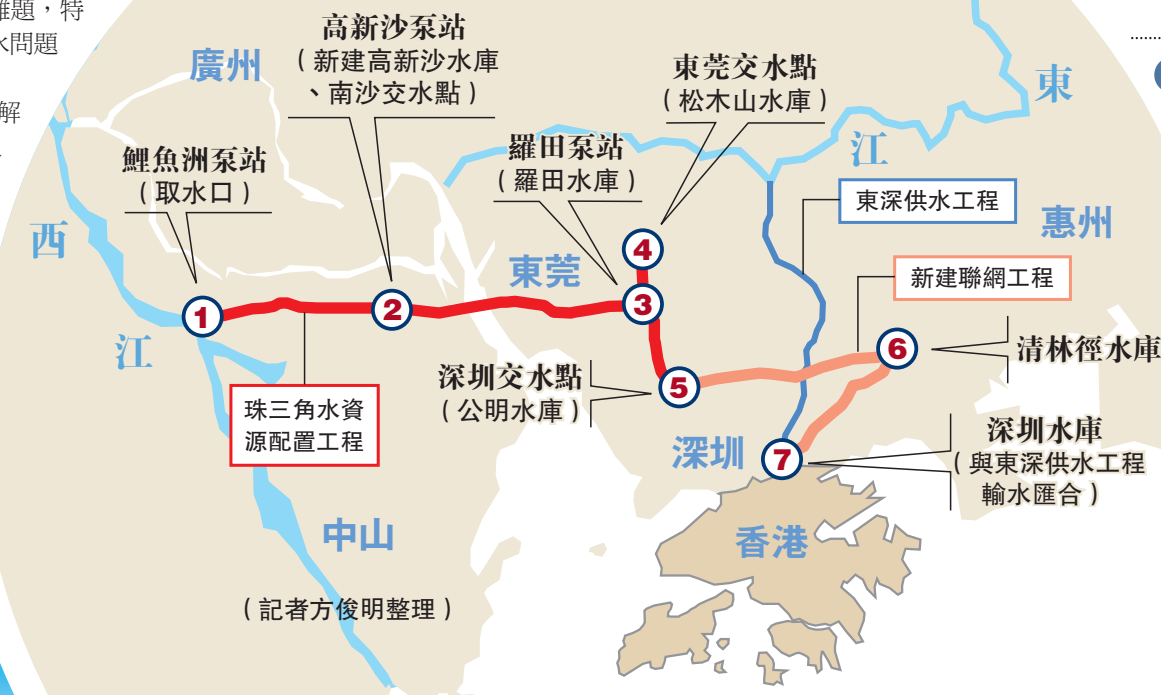 難題，特
水問題
解
高新沙泵站
（新建高新沙水庫
、南沙交水點）
廣州
東莞交水點
（松木山水庫）
東
江
鯉魚洲泵站
（取水口）
羅田泵站
（羅田水庫）
東深供水工程
惠州
西
江
東莞
新建聯網工程
4
1
2
3
6
清林徑水庫
珠三角水資
源配置工程
深圳交水點
（公明水庫）
5
深圳
7
深圳水庫
（與東深供水工程
輸水匯合）
中山
香港
（記者方俊明整理）